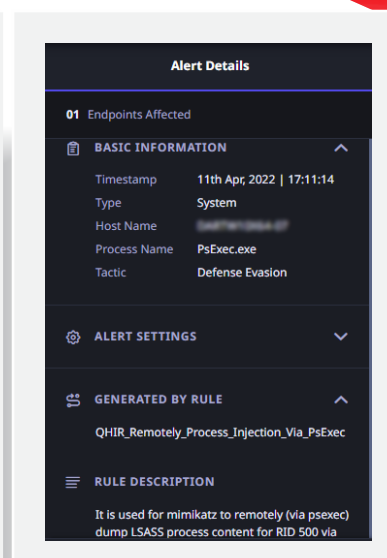 Alert Details
01 Endpoints Affected
BASIC INFORMATION
Timestamp 11th Apr, 2022 | 17:11:14
Type System
Host Name
Process Name PsExec.exe
Tactic Defense Evasion
ALERT SETTINGS
GENERATED BY RULE
QHIR_Remotely_Process_Injection_Via_PsExec
RULE DESCRIPTION
It is used for mimikatz to remotely (via psexec)
dump LSASS process content for RID 500 via